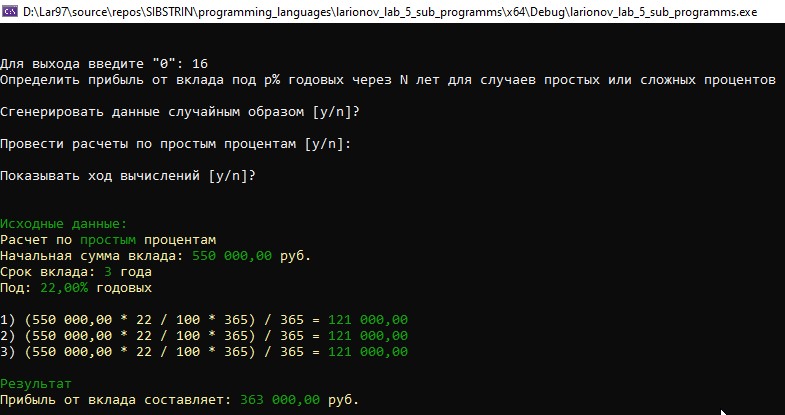 D:\Lar97\source\repos\SIBSTRIN\programming_languages\larionov_lab_5_sub_programms\x64\Debug\larionov_lab_5_sub_programms.exe
Для выхода введите "0": 16
Определить прибыль от вклада под p% годовых через N лет для случаев простых или сложных процентов
Сгенерировать данные случайным образом [y/n]?
Провести расчеты по простым процентам [y/n]:
Показывать ход вычислений [y/n]?
Исходные данные:
Расчет по простым процентам
Начальная сумма вклада: 550 000,00 руб.
Срок вклада: 3 года
Под: 22,00% годовых
1) (550 000,00 * 22 / 100 * 365) / 365 = 121 000,00
2) (550 000,00 * 22 / 100 * 365) / 365 = 121 000,00
3) (550 000,00 * 22 / 100 * 365) / 365 = 121 000,00
Результат
Прибыль от вклада составляет: 363 000,00 руб.